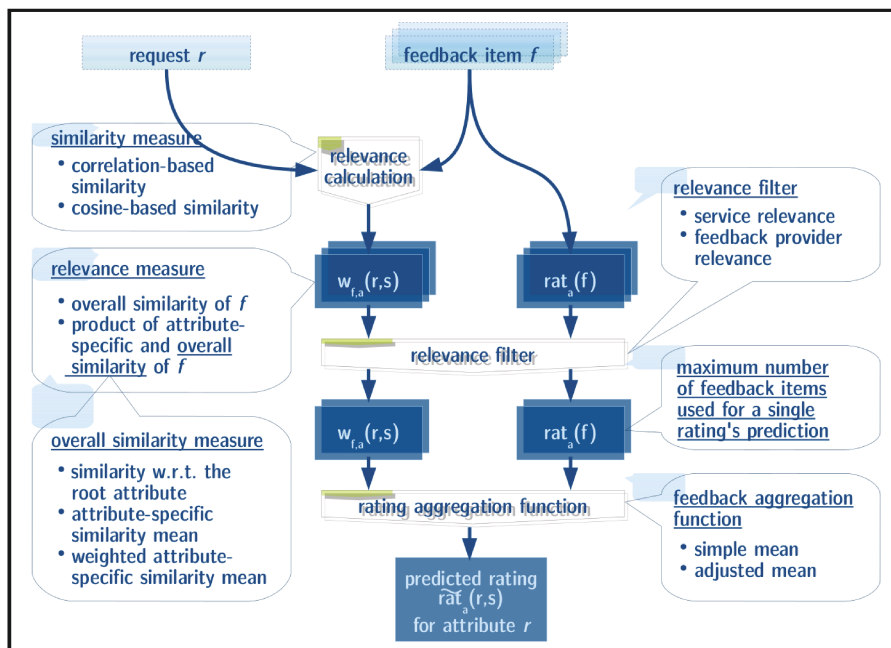 request r
feedback item f
similarity measure
• correlation-based
similarity
• cosine-based similarity
relevance
calculation
relevance filter
• service relevance
• feedback provider
relevance
relevance measure
• overall similarity of f
• product of attribute-
specific and overall
similarity of f
w_f,a(r,s)
rat_a(f)
relevance filter
maximum number
of feedback items
used for a single
rating's prediction
w_f,a(r,s)
rat_a(f)
overall similarity measure
• similarity w.r.t. the
root attribute
• attribute-specific
similarity mean
• weighted attribute-
specific similarity mean
rating aggregation function
feedback aggregation
function
• simple mean
• adjusted mean
predicted rating
r͠at_a(r,s)
for attribute r